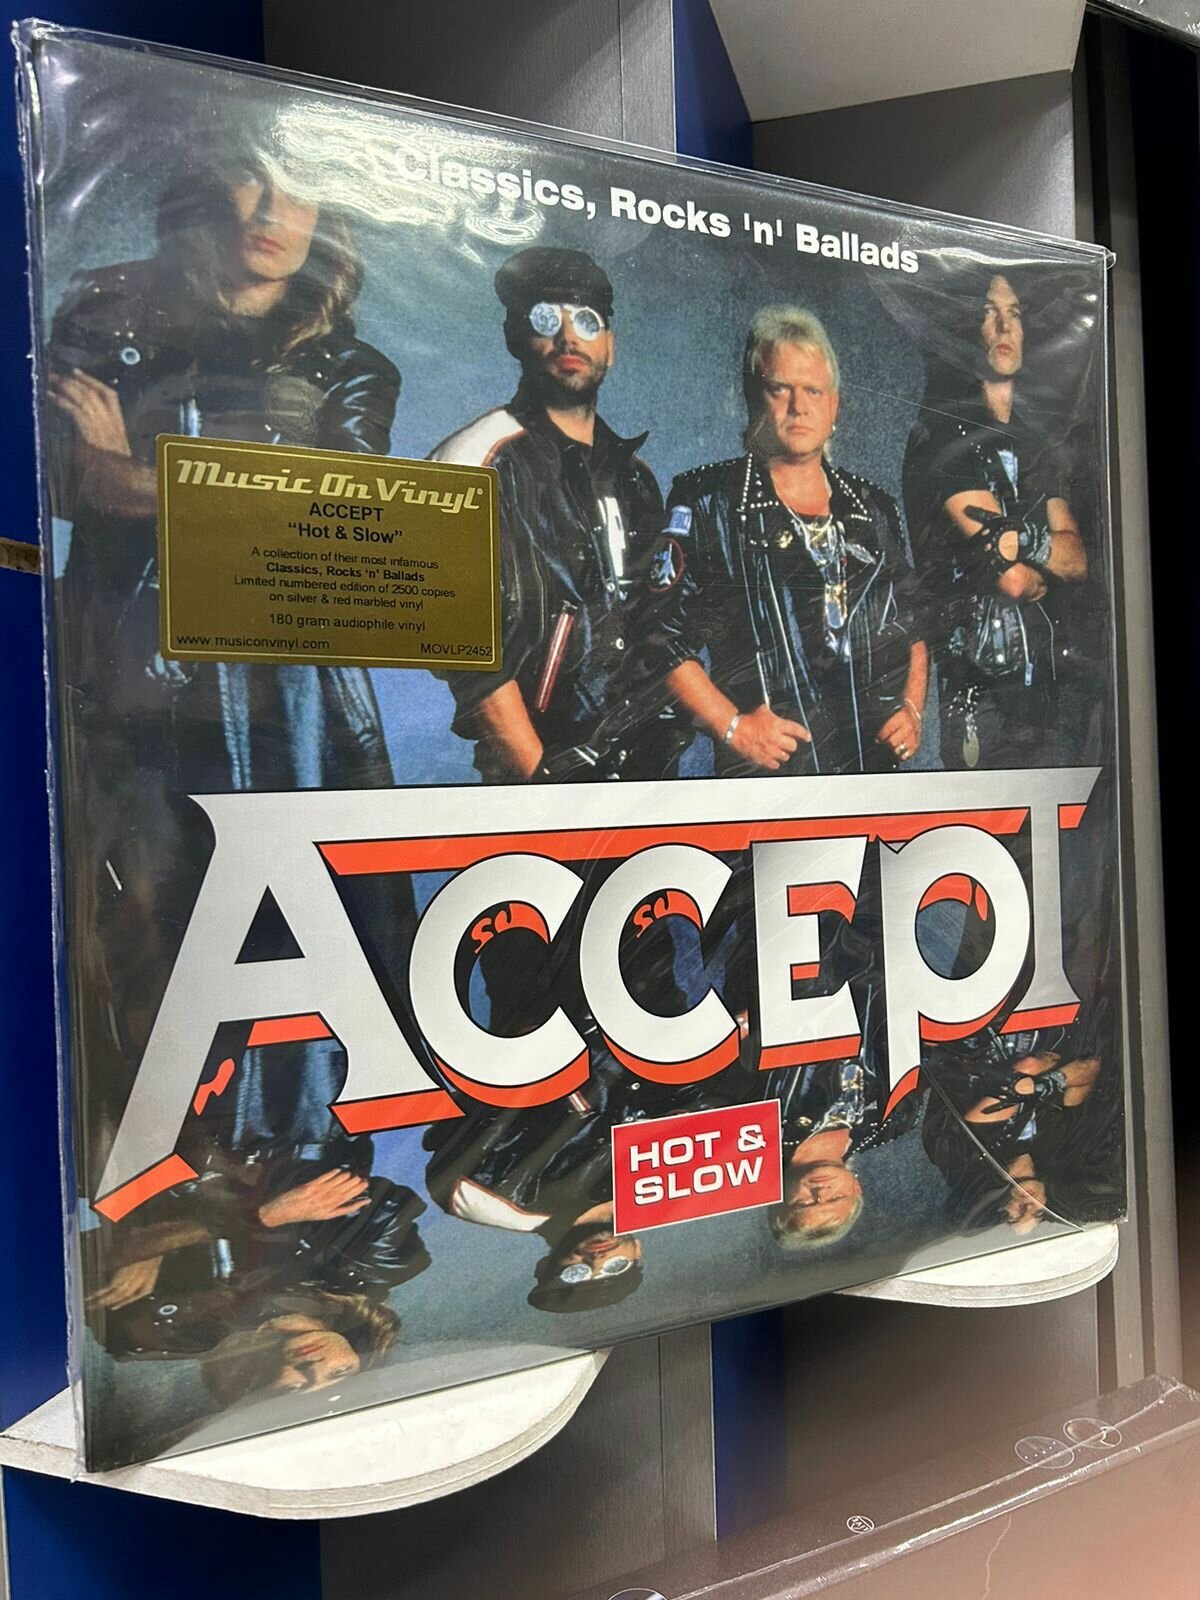 Classics, Rocks 'n' Ballads
Music On Vinyl®
ACCEPT
“Hot & Slow”
A collection of their most infamous
Classics, Rocks ‘n’ Ballads
Limited numbered edition of 2500 copies
on silver & red marbled vinyl
180 gram audiophile vinyl
www.musiconvinyl.com MOVLP2452
ACCEPT
HOT &
SLOW